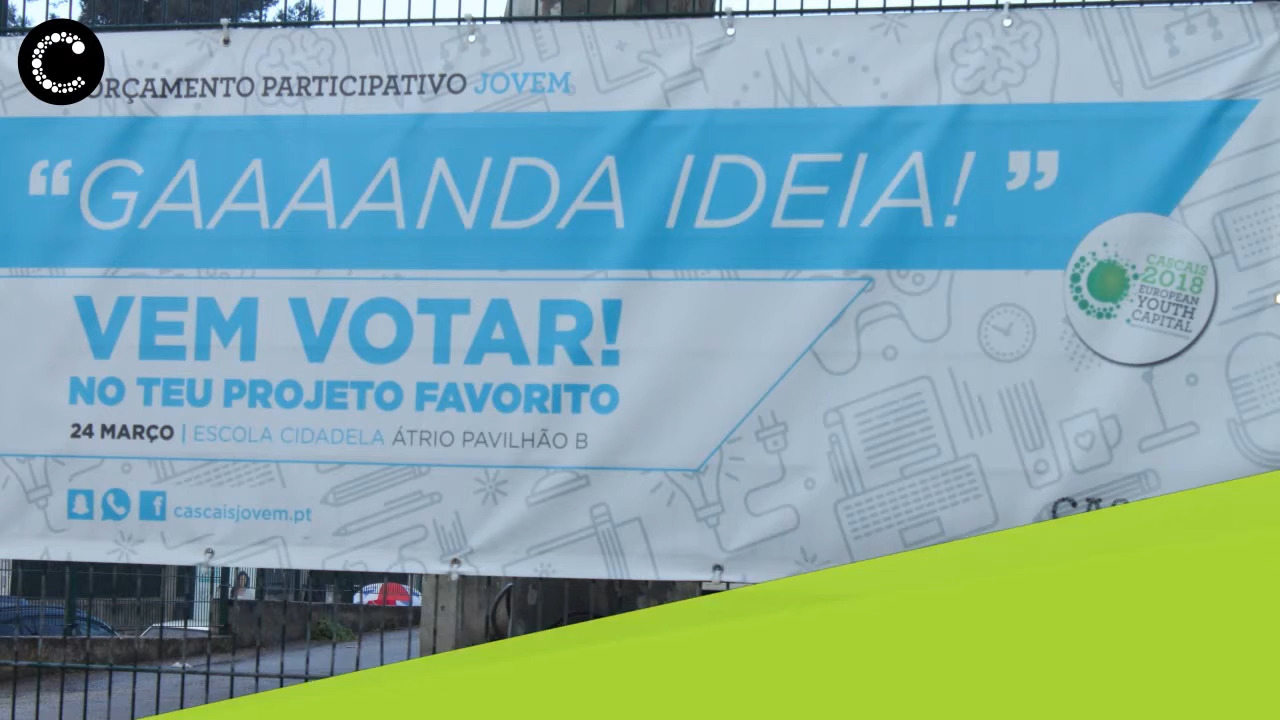 ORÇAMENTO PARTICIPATIVO JOVEM
“GAAAANDA IDEIA!”
CASCAIS
2018
EUROPEAN
YOUTH
CAPITAL
VEM VOTAR!
NO TEU PROJETO FAVORITO
24 MARÇO | ESCOLA CIDADELA ÁTRIO PAVILHÃO B
cascaisjovem.pt